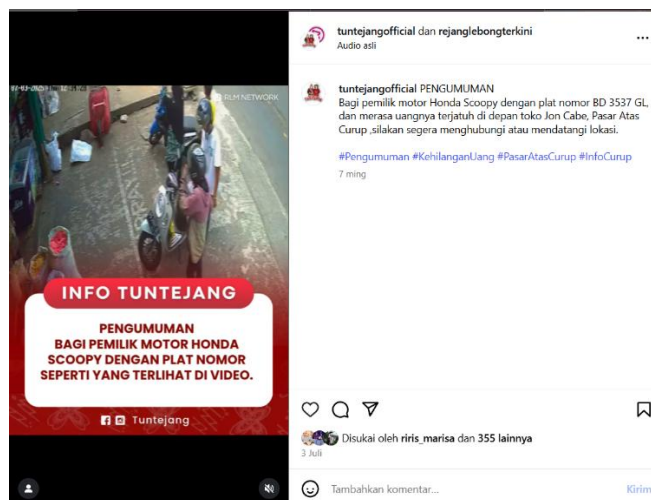 tuntejangofficial dan rejanglebongterkini
Audio asli
RLM NETWORK
tuntejangofficial PENGUMUMAN
Bagi pemilik motor Honda Scoopy dengan plat nomor BD 3537 GL,
dan merasa uangnya terjatuh di depan toko Jon Cabe, Pasar Atas
Curup ,silakan segera menghubungi atau mendatangi lokasi.
#Pengumuman #KehilanganUang #PasarAtasCurup #InfoCurup
7 ming
INFO TUNTEJANG
PENGUMUMAN
BAGI PEMILIK MOTOR HONDA
SCOOPY DENGAN PLAT NOMOR
SEPERTI YANG TERLIHAT DI VIDEO.
Tuntejang
Disukai oleh riris_marisa dan 355 lainnya
3 Juli
Tambahkan komentar...
Kirim